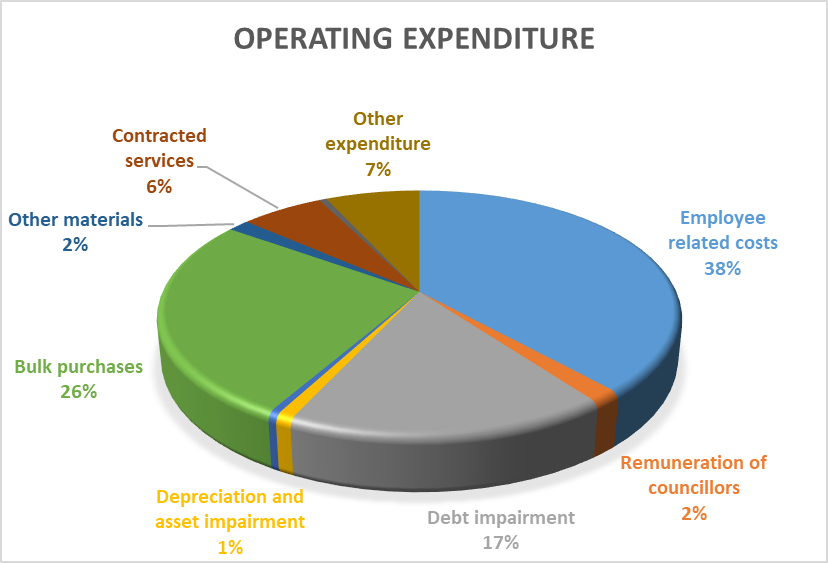 OPERATING EXPENDITURE
Other
expenditure
7%
Contracted
services
6%
Other materials
2%
Employee
related costs
38%
Bulk purchases
26%
Remuneration of
councillors
2%
Depreciation and
asset impairment
1%
Debt impairment
17%